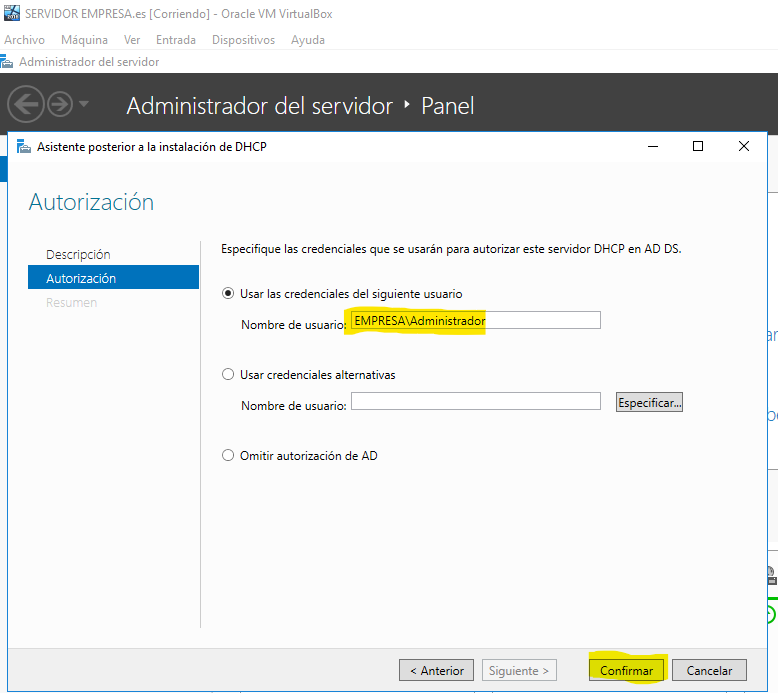 SERVIDOR EMPRESA.es [Corriendo] - Oracle VM VirtualBox
Archivo Máquina Ver Entrada Dispositivos Ayuda
Administrador del servidor
Administrador del servidor Panel
Asistente posterior a la instalación de DHCP
Autorización
Descripción
Autorización
Resumen
Especifique las credenciales que se usarán para autorizar este servidor DHCP en AD DS.
Usar las credenciales del siguiente usuario
Nombre de usuario: EMPRESA\Administrador
Usar credenciales alternativas
Nombre de usuario: Especificar...
Omitir autorización de AD
< Anterior Siguiente > Confirmar Cancelar